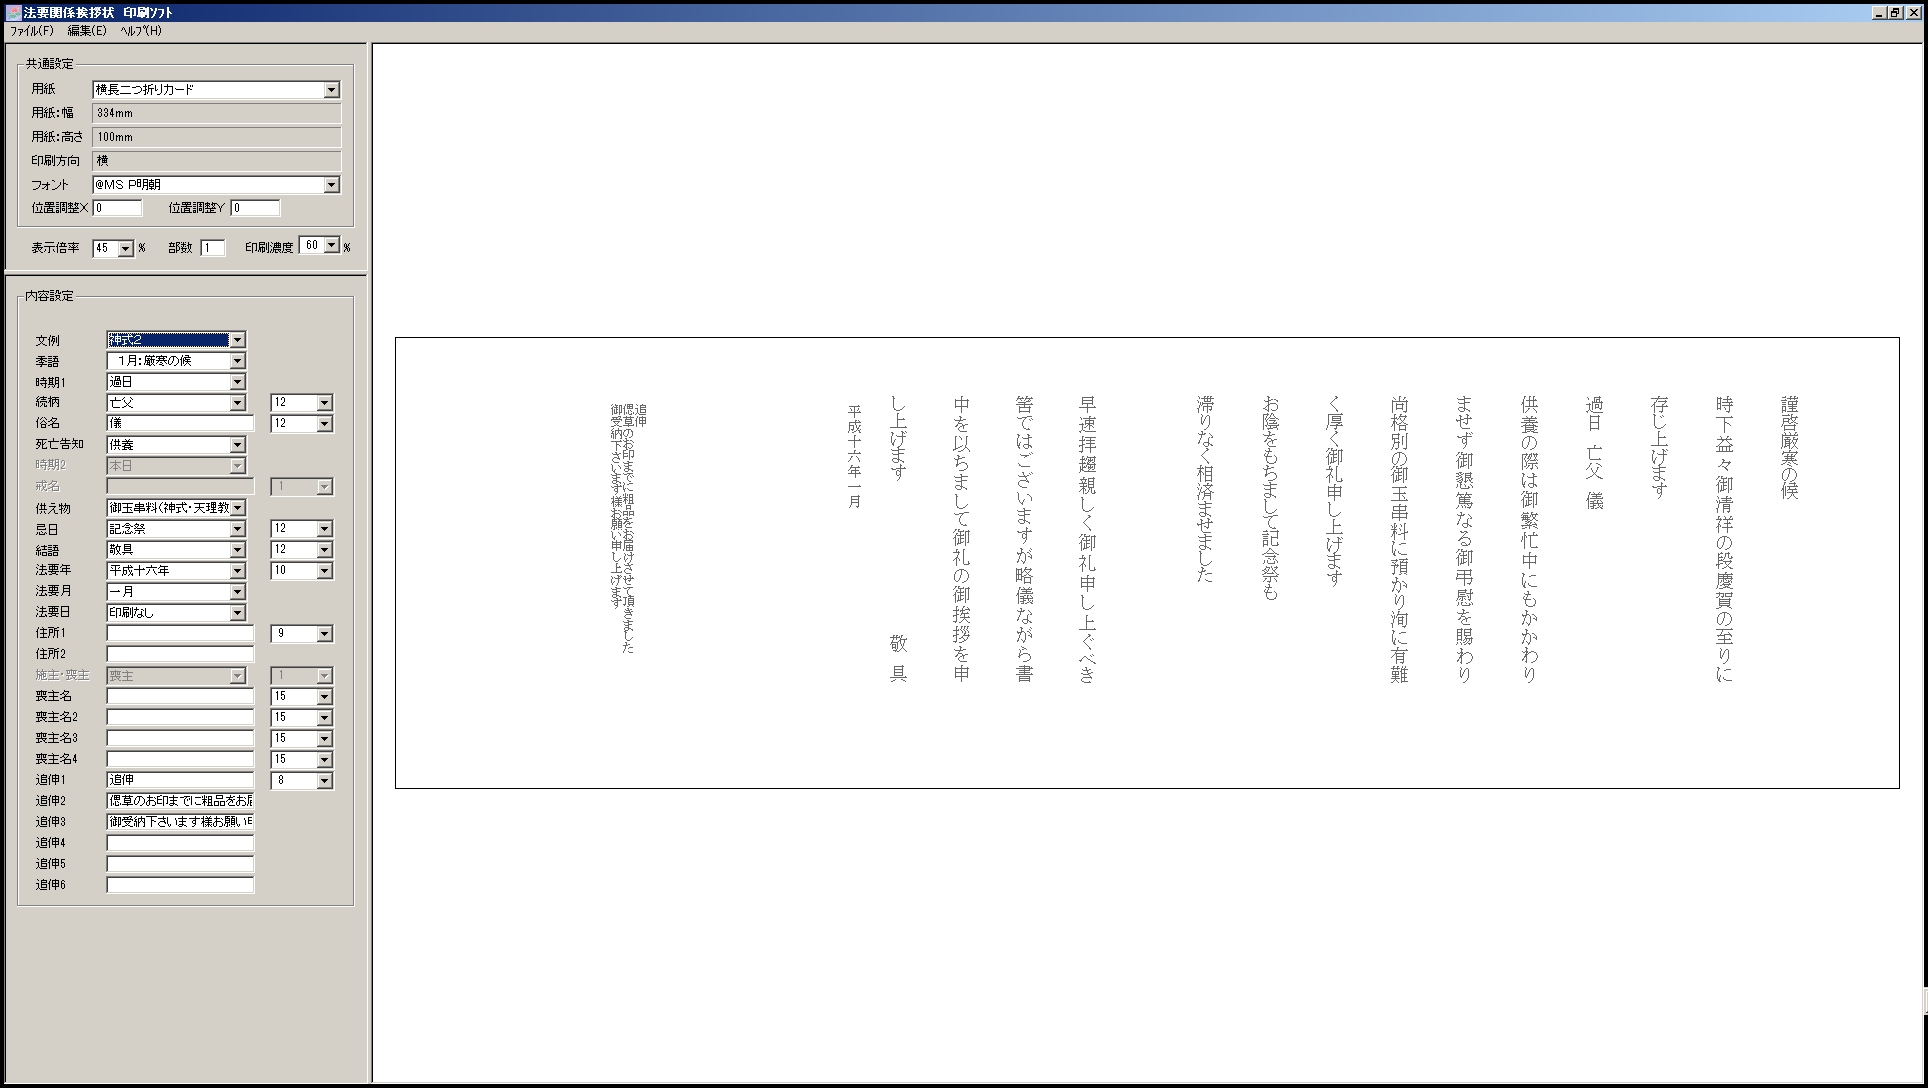 法要関係挨拶状 印刷ソフト
ファイル(F) 編集(E) ヘルプ(H)
共通設定
用紙 横長二つ折りカード
用紙:幅 334mm
用紙:高さ 100mm
印刷方向 横
フォント @MS P明朝
位置調整X 0 位置調整Y 0
表示倍率 45 % 部数 1 印刷濃度 60 %
内容設定
文例 神式2
季語 1月:厳寒の候
時期1 過日
続柄 亡父 12
俗名 儀 12
死亡告知 供養
時期2 本日
戒名 1
供え物 御玉串料(神式・天理教
忌日 記念祭 12
結語 敬具 12
法要年 平成十六年 10
法要月 一月
法要日 印刷なし
住所1 9
住所2
施主・喪主 喪主 1
喪主名 15
喪主名2 15
喪主名3 15
喪主名4 15
追伸1 追伸 8
追伸2 偲草のお印までに粗品をお届
追伸3 御受納下さいます様お願い申
追伸4
追伸5
追伸6
謹啓厳寒の候
時下益々御清祥の段慶賀の至りに
存じ上げます
過日 亡父 儀
供養の際は御繁忙中にもかかわり
ませず御懇篤なる御弔慰を賜わり
尚格別の御玉串料に預かり洵に有難
く厚く御礼申し上げます
お陰をもちまして記念祭も
滞りなく相済ませました
早速拝趨親しく御礼申し上ぐべき
筈ではございますが略儀ながら書
中を以ちまして御礼の御挨拶を申
し上げます 敬 具
平成十六年一月
追伸
偲草のお印までに粗品をお届けさせて頂きました
御受納下さいます様お願い申し上げます